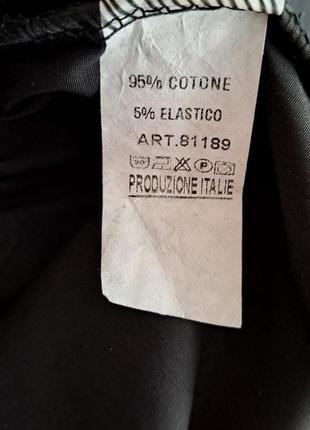 95% COTONE
5% ELASTICO
ART.81189
P
PRODUZIONE ITALIE